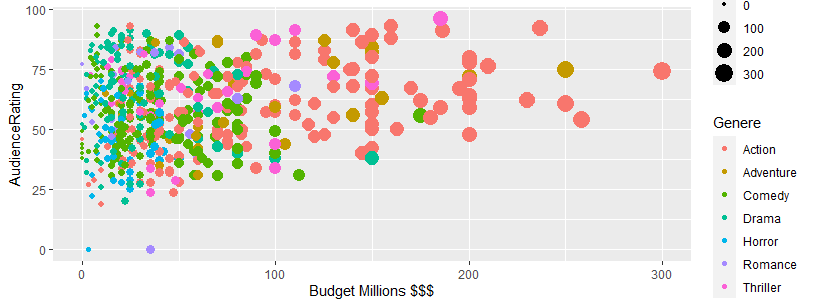 100
75
50
25
0
AudienceRating
0
100
200
300
Budget Millions $$$
0
100
200
300
Genere
Action
Adventure
Comedy
Drama
Horror
Romance
Thriller